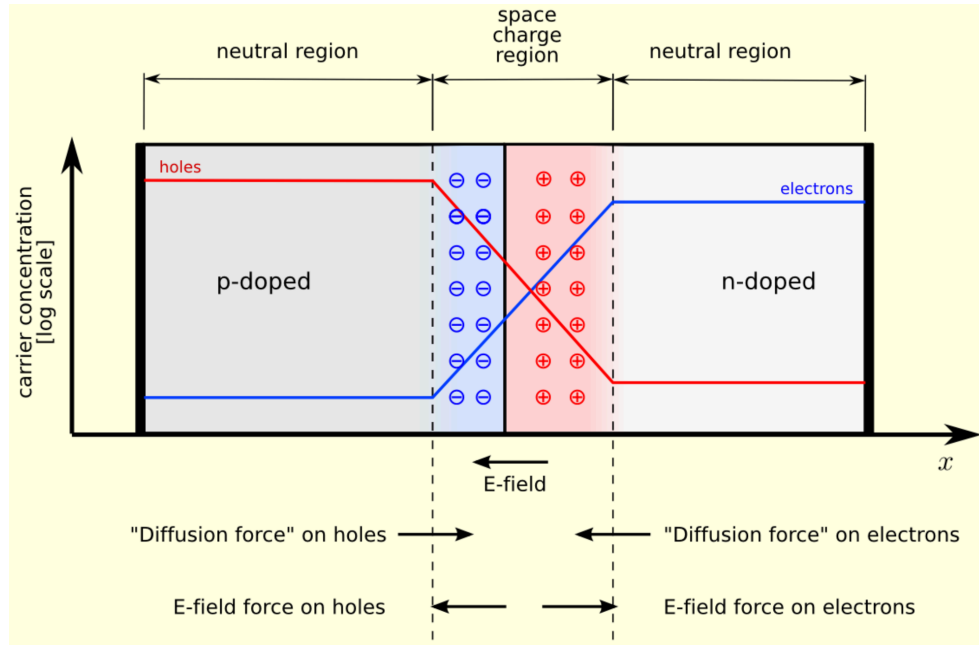 space
charge
region
neutral region
neutral region
holes
electrons
p-doped
n-doped
carrier concentration
[log scale]
x
E-field
"Diffusion force" on holes
"Diffusion force" on electrons
E-field force on holes
E-field force on electrons